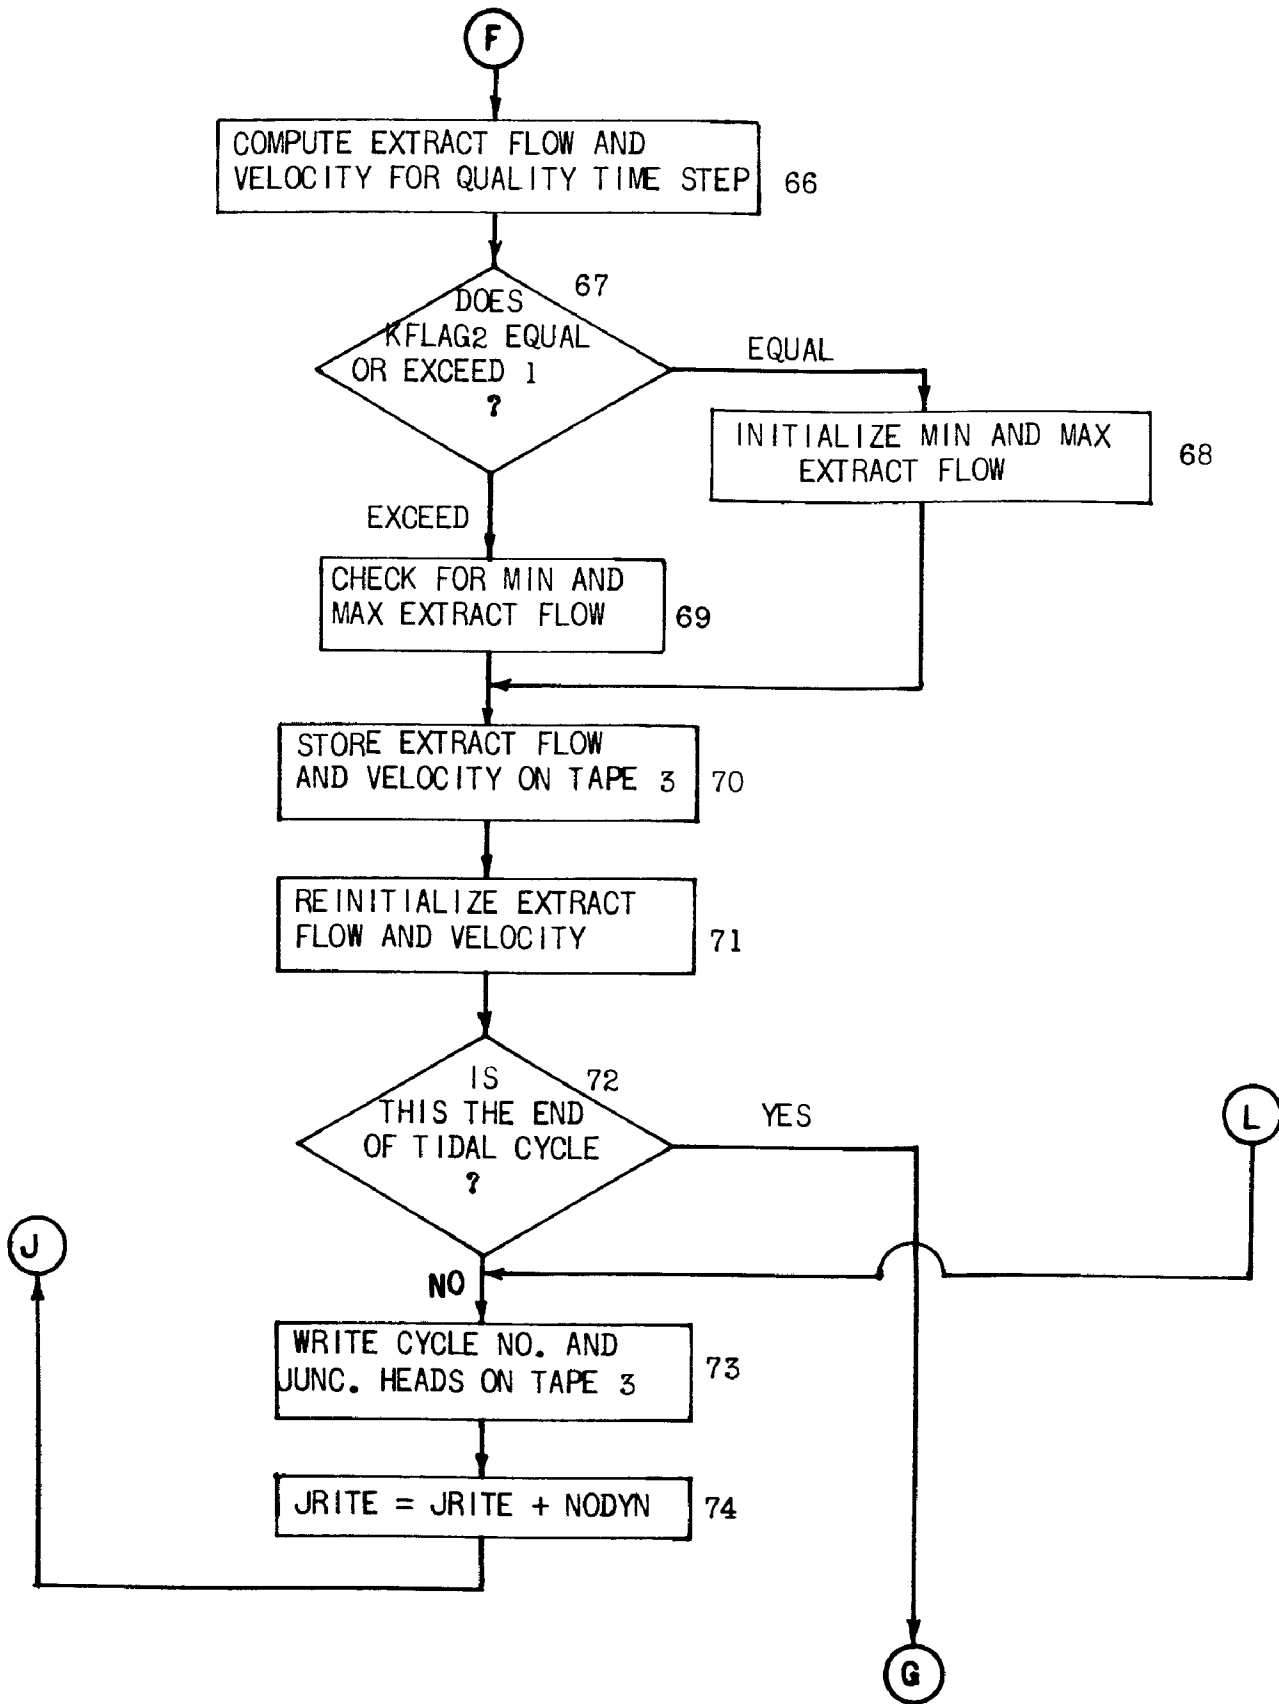 F
COMPUTE EXTRACT FLOW AND
VELOCITY FOR QUALITY TIME STEP
66
67
DOES
KFLAG2 EQUAL
OR EXCEED 1
?
EQUAL
INITIALIZE MIN AND MAX
EXTRACT FLOW
68
EXCEED
CHECK FOR MIN AND
MAX EXTRACT FLOW
69
STORE EXTRACT FLOW
AND VELOCITY ON TAPE 3
70
REINITIALIZE EXTRACT
FLOW AND VELOCITY
71
IS
72
THIS THE END
OF TIDAL CYCLE
?
YES
L
J
NO
WRITE CYCLE NO. AND
JUNC. HEADS ON TAPE 3
73
JRITE = JRITE + NODYN
74
G